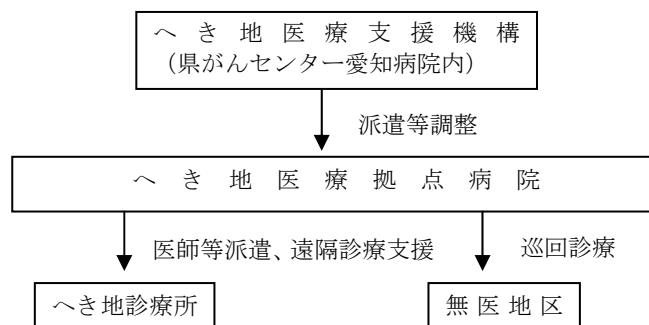 へき地医療支援機構
（県がんセンター愛知病院内）
派遣等調整
へき地医療拠点病院
医師等派遣、遠隔診療支援
巡回診療
へき地診療所
無医地区